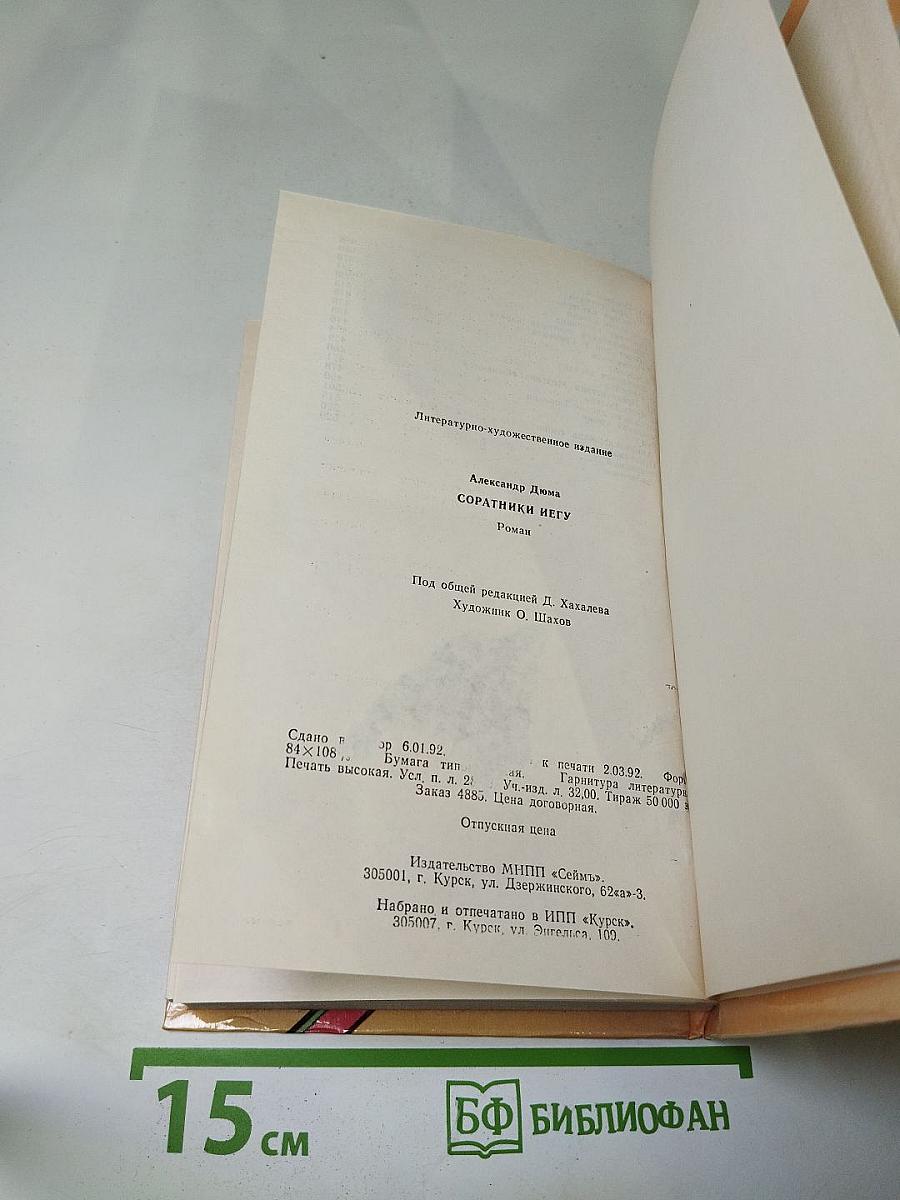 Литературно-художественное издание
Александр Дюма
СОРАТНИКИ ИЕГУ
Роман
Под общей редакцией Д. Хахалева
Художник О. Шахов
Сдано 6.01.92. к печати 2.03.92.
84×108 Бумага Гарнитура
Печать высокая. Усл. п. л. Уч.-изд. л. 32,00. Тираж 50 000
Заказ 4885. Цена договорная.
Отпускная цена
Издательство МНПП «Сеймъ».
305001, г. Курск, ул. Дзержинского, 62«а»-3.
Набрано и отпечатано в ИПП «Курск».
305007, г. Курск, ул. Энгельса, 109.
15 см
БФ БИБЛИОФАН